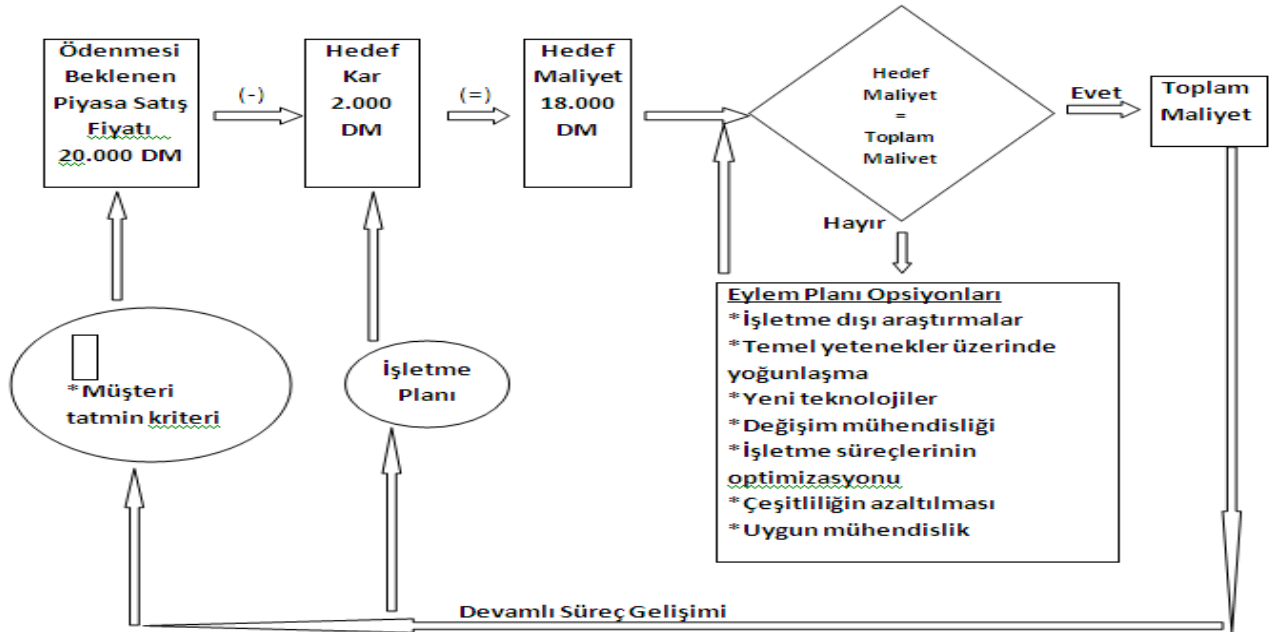 Ödenmesi
Beklenen
Piyasa Satış
Fiyatı
20.000 DM
(-)
Hedef
Kar
2.000
DM
(=)
Hedef
Maliyet
18.000
DM
Hedef
Maliyet
=
Toplam
Malivet
Evet
Toplam
Maliyet
Hayır
Eylem Planı Opsiyonları
*İşletme dışı araştırmalar
*Temel yetenekler üzerinde
yoğunlaşma
*Yeni teknolojiler
*Değişim mühendisliği
*İşletme süreçlerinin
optimizasyonu
*Çeşitliliğin azaltılması
*Uygun mühendislik
*Müşteri
tatmin kriteri
İşletme
Planı
Devamlı Süreç Gelişimi